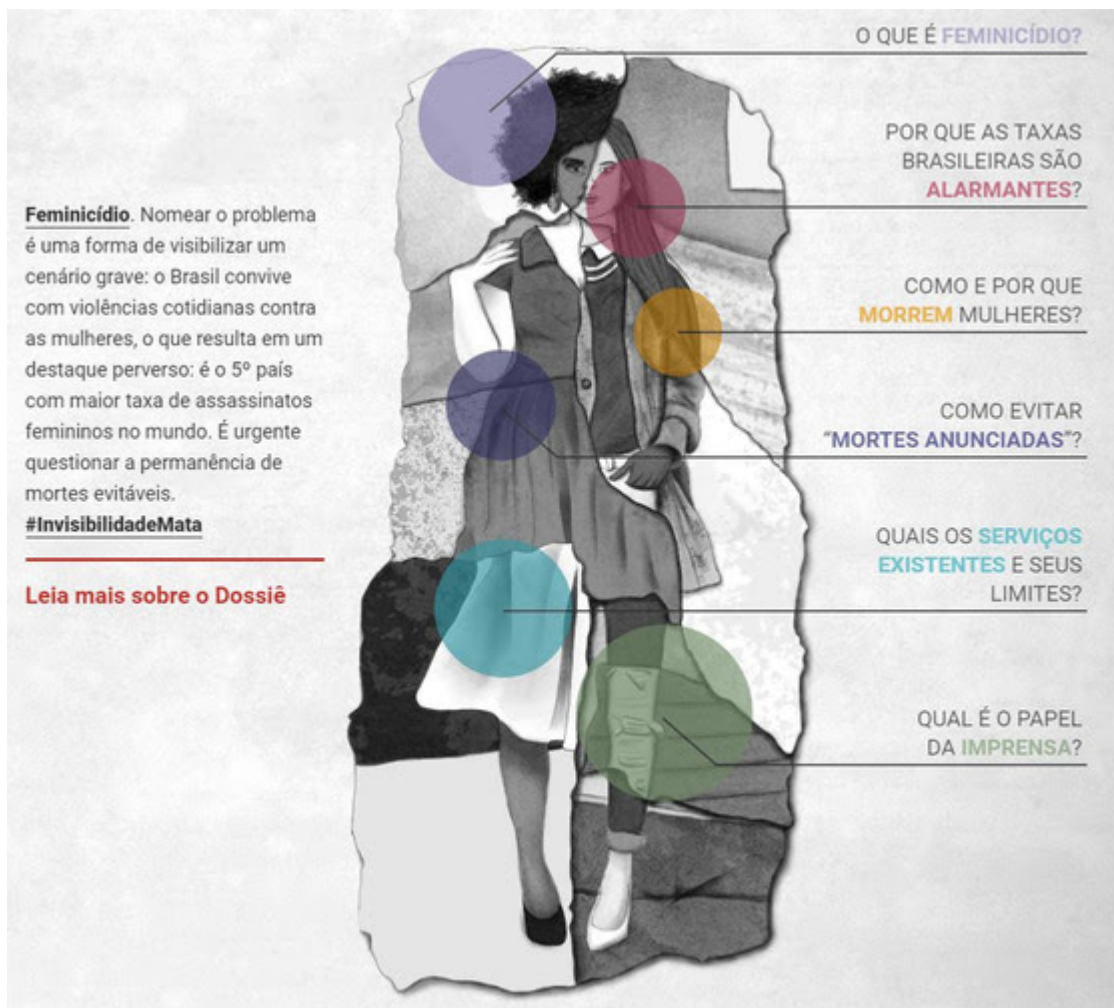 Feminicídio. Nomear o problema
é uma forma de visibilizar um
cenário grave: o Brasil convive
com violências cotidianas contra
as mulheres, o que resulta em um
destaque perverso: é o 5º país
com maior taxa de assassinatos
femininos no mundo. É urgente
questionar a permanência de
mortes evitáveis.
#InvisibilidadeMata
Leia mais sobre o Dossiê
O QUE É FEMINICÍDIO?
POR QUE AS TAXAS
BRASILEIRAS SÃO
ALARMANTES?
COMO E POR QUE
MORREM MULHERES?
COMO EVITAR
“MORTES ANUNCIADAS”?
QUAIS OS SERVIÇOS
EXISTENTES E SEUS
LIMITES?
QUAL É O PAPEL
DA IMPRENSA?